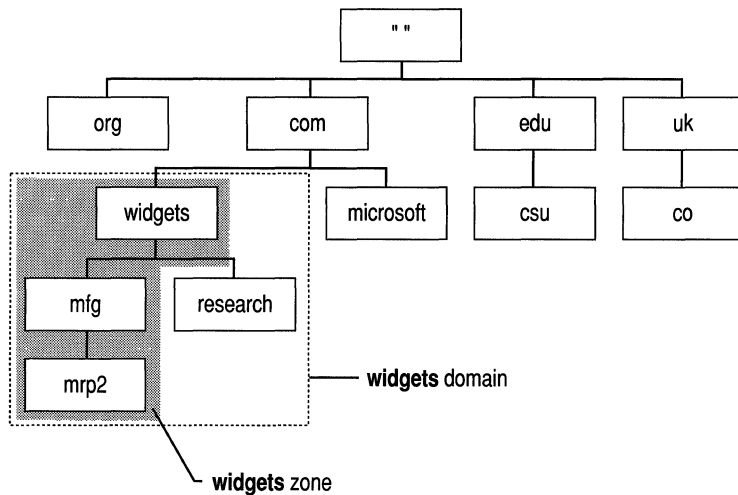 " "
org com edu uk
widgets microsoft csu co
mfg research
mrp2
widgets domain
widgets zone